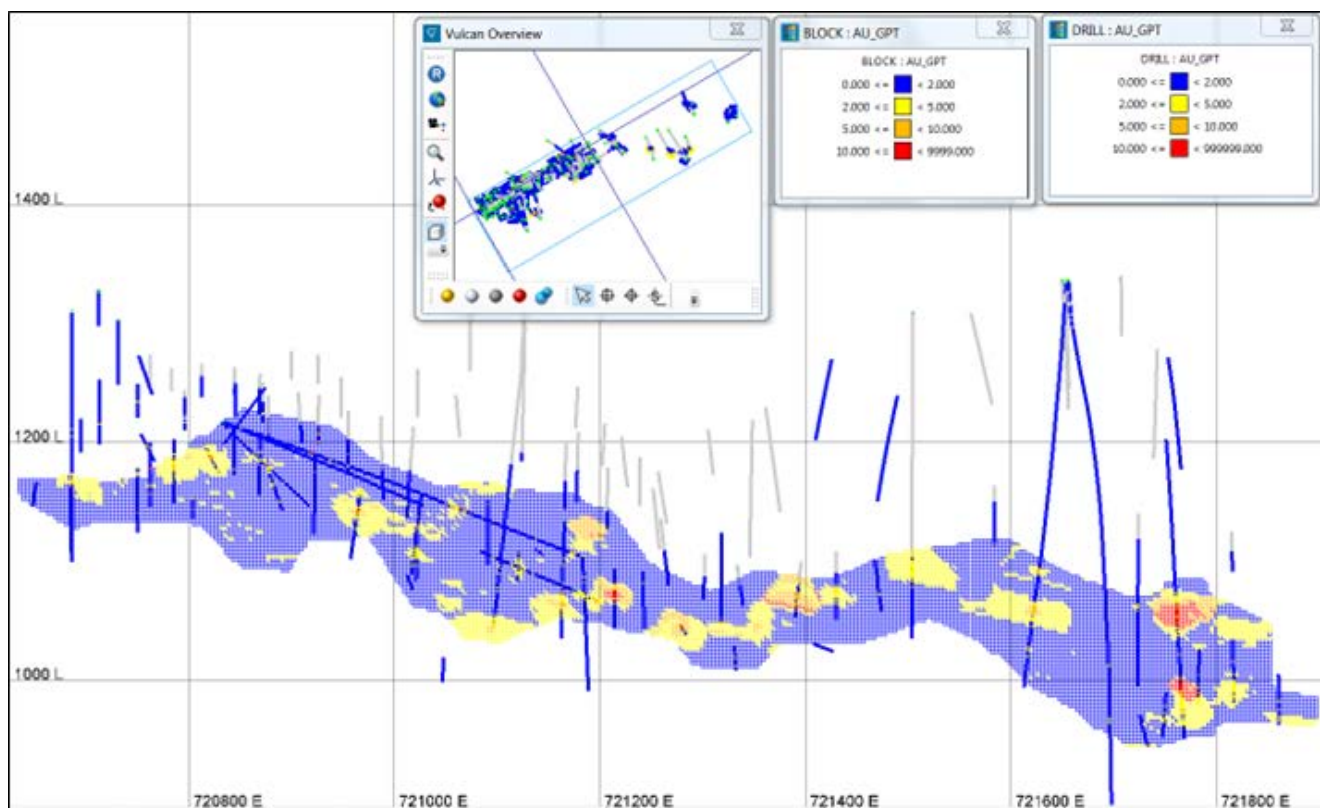 Vulcan Overview
BLOCK : AU_GPT
BLOCK : AU_GPT
0.000 <= < 2.000
2.000 <= < 5.000
5.000 <= < 10.000
10.000 <= < 9999.000
DRILL : AU_GPT
DRILL : AU_GPT
0.000 <= < 2.000
2.000 <= < 5.000
5.000 <= < 10.000
10.000 <= < 999999.000
1400 L
1200 L
1000 L
720800 E
721000 E
721200 E
721400 E
721600 E
721800 E